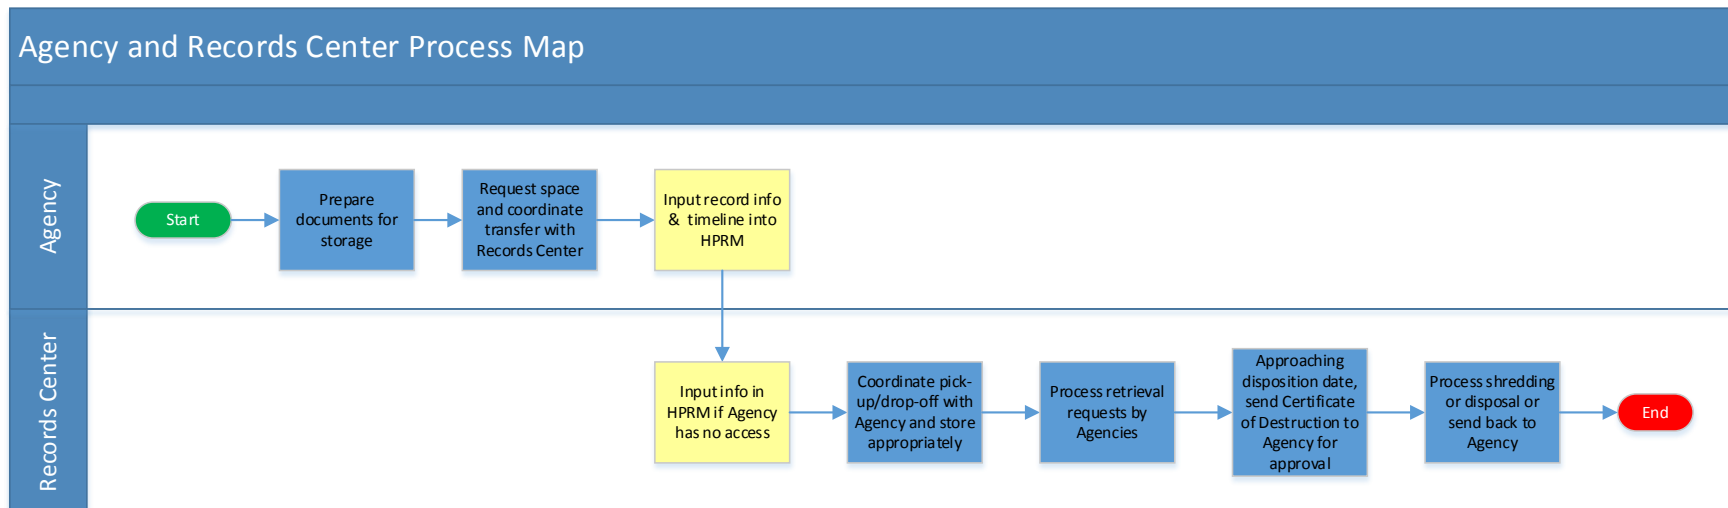 Agency and Records Center Process Map
Agency
Start
Prepare
documents for
storage
Request space
and coordinate
transfer with
Records Center
Input record info
& timeline into
HPRM
Records Center
Input info in
HPRM if Agency
has no access
Coordinate pick-
up/drop-off with
Agency and store
appropriately
Process retrieval
requests by
Agencies
Approaching
disposition date,
send Certificate
of Destruction to
Agency for
approval
Process shredding
or disposal or
send back to
Agency
End